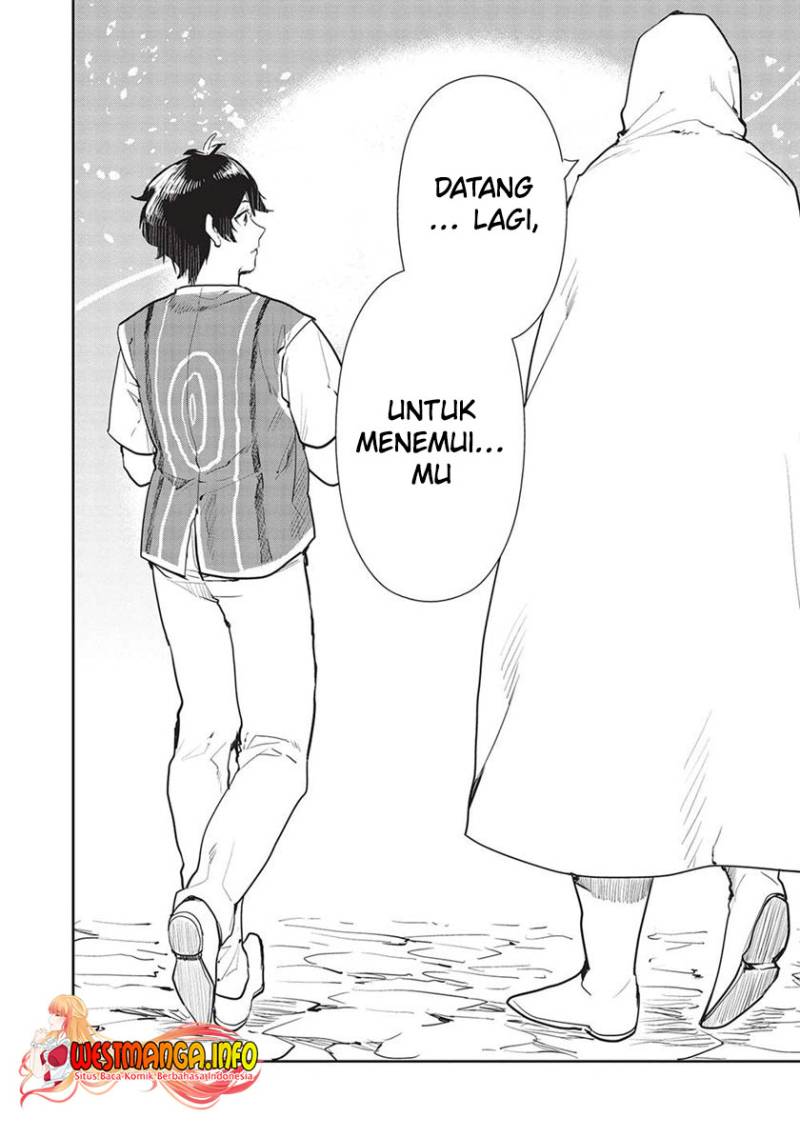 DATANG
... LAGI,
UNTUK
MENEMUI...
MU
WESTMANGA.INFO
Situs Baca Komik Berbahasa Indonesia